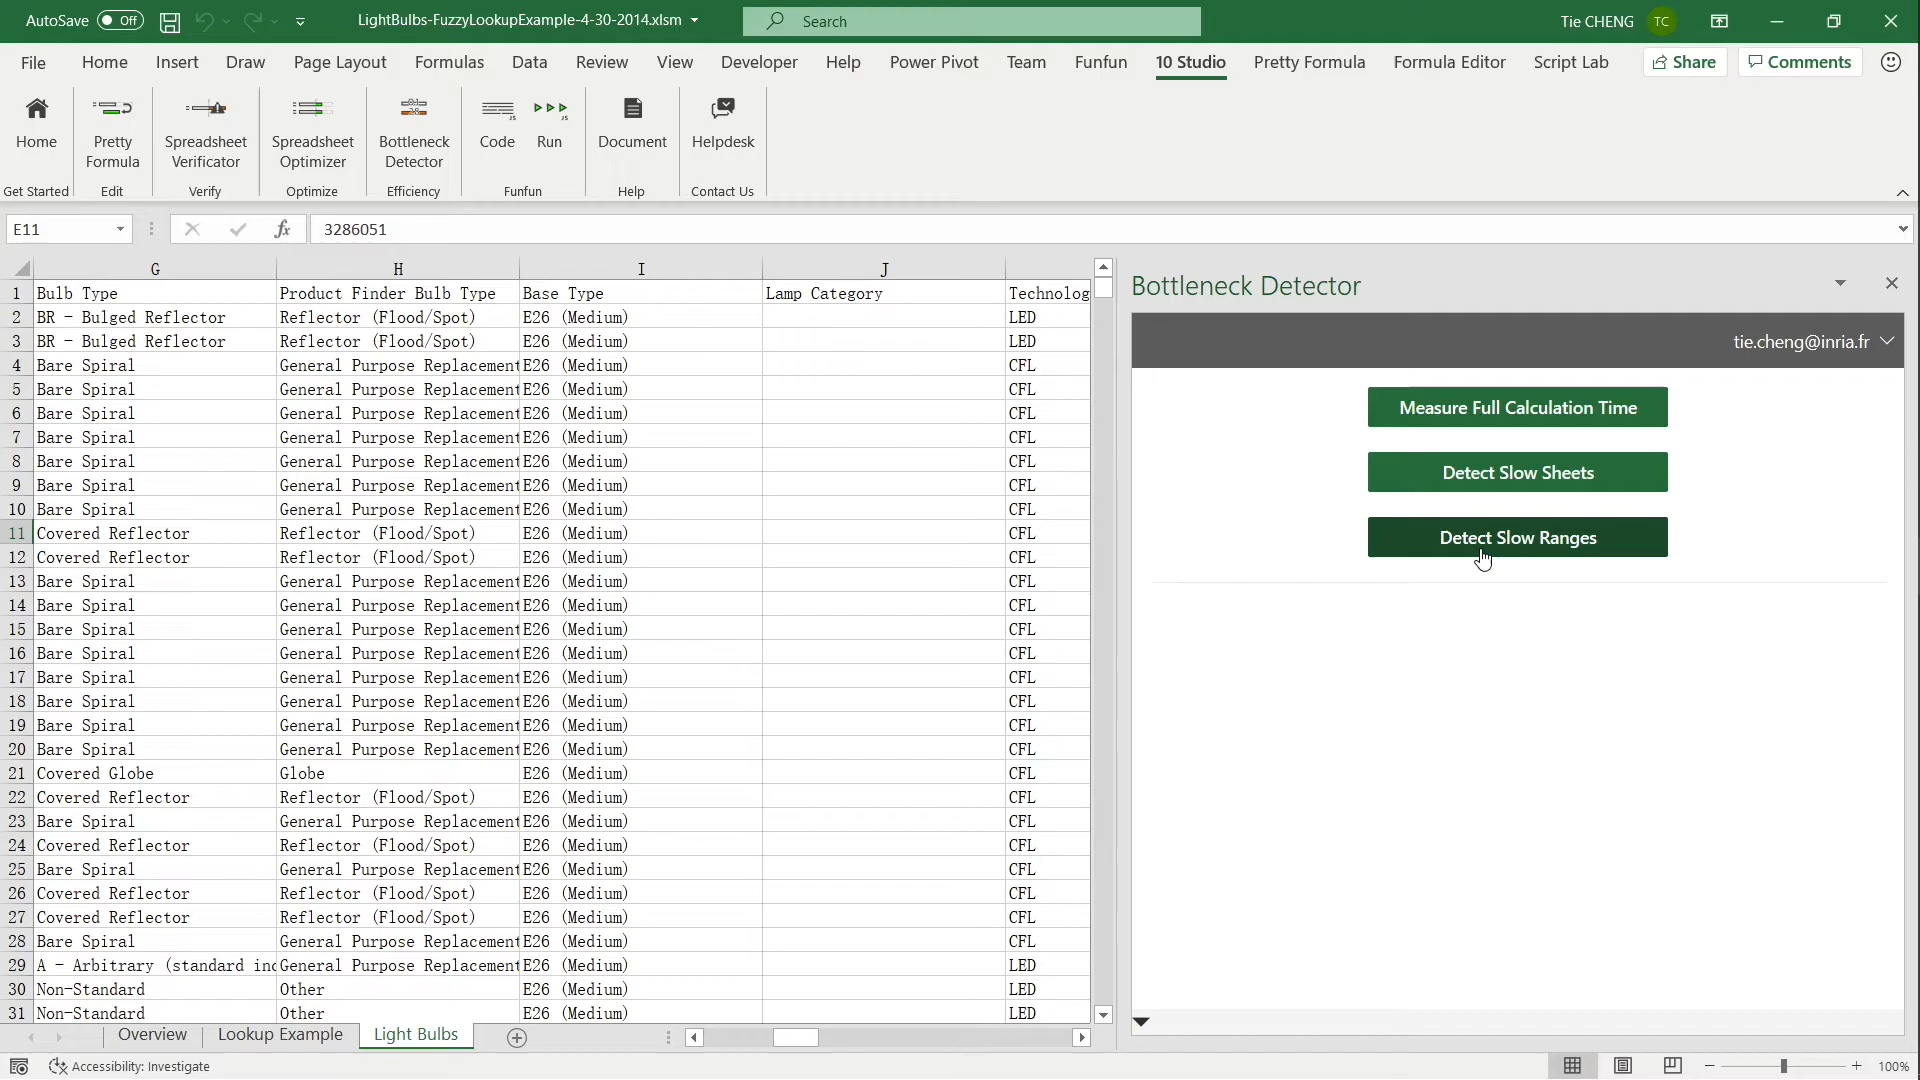 AutoSave Off LightBulbs-FuzzyLookupExample-4-30-2014.xlsm Search Tie CHENG TC
File Home Insert Draw Page Layout Formulas Data Review View Developer Help Power Pivot Team Funfun 10 Studio Pretty Formula Formula Editor Script Lab Share Comments
Home Pretty Formula Spreadsheet Verificator Spreadsheet Optimizer Bottleneck Detector Code Run Document Helpdesk
Get Started Edit Verify Optimize Efficiency Funfun Help Contact Us
E11 fx 3286051
G H I J
1 Bulb Type Product Finder Bulb Type Base Type Lamp Category Technolog
2 BR - Bulged Reflector Reflector (Flood/Spot) E26 (Medium) LED
3 BR - Bulged Reflector Reflector (Flood/Spot) E26 (Medium) LED
4 Bare Spiral General Purpose Replacement E26 (Medium) CFL
5 Bare Spiral General Purpose Replacement E26 (Medium) CFL
6 Bare Spiral General Purpose Replacement E26 (Medium) CFL
7 Bare Spiral General Purpose Replacement E26 (Medium) CFL
8 Bare Spiral General Purpose Replacement E26 (Medium) CFL
9 Bare Spiral General Purpose Replacement E26 (Medium) CFL
10 Bare Spiral General Purpose Replacement E26 (Medium) CFL
11 Covered Reflector Reflector (Flood/Spot) E26 (Medium) CFL
12 Covered Reflector Reflector (Flood/Spot) E26 (Medium) CFL
13 Bare Spiral General Purpose Replacement E26 (Medium) CFL
14 Bare Spiral General Purpose Replacement E26 (Medium) CFL
15 Bare Spiral General Purpose Replacement E26 (Medium) CFL
16 Bare Spiral General Purpose Replacement E26 (Medium) CFL
17 Bare Spiral General Purpose Replacement E26 (Medium) CFL
18 Bare Spiral General Purpose Replacement E26 (Medium) CFL
19 Bare Spiral General Purpose Replacement E26 (Medium) CFL
20 Bare Spiral General Purpose Replacement E26 (Medium) CFL
21 Covered Globe Globe E26 (Medium) CFL
22 Covered Reflector Reflector (Flood/Spot) E26 (Medium) CFL
23 Bare Spiral General Purpose Replacement E26 (Medium) CFL
24 Covered Reflector Reflector (Flood/Spot) E26 (Medium) CFL
25 Bare Spiral General Purpose Replacement E26 (Medium) CFL
26 Covered Reflector Reflector (Flood/Spot) E26 (Medium) CFL
27 Covered Reflector Reflector (Flood/Spot) E26 (Medium) CFL
28 Bare Spiral General Purpose Replacement E26 (Medium) CFL
29 A - Arbitrary (standard inc General Purpose Replacement E26 (Medium) LED
30 Non-Standard Other E26 (Medium) LED
31 Non-Standard Other E26 (Medium) LED
Bottleneck Detector
tie.cheng@inria.fr
Measure Full Calculation Time
Detect Slow Sheets
Detect Slow Ranges
Overview Lookup Example Light Bulbs
Accessibility: Investigate 100%